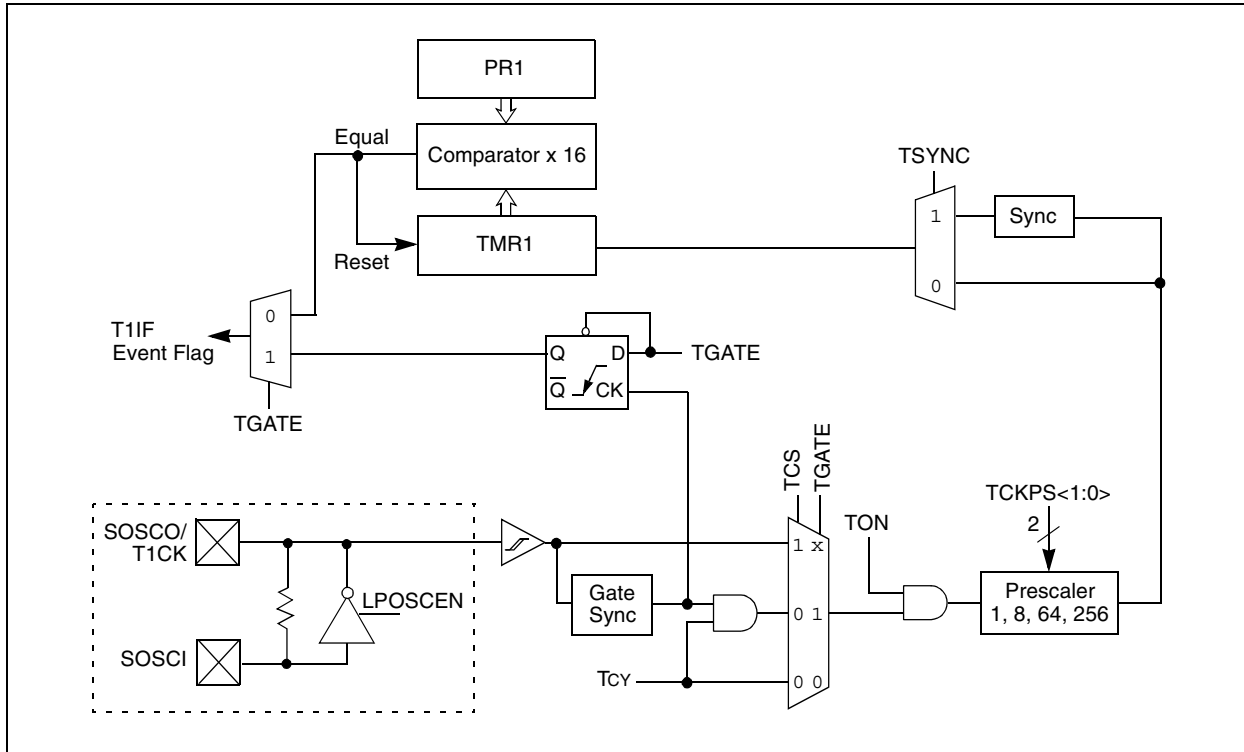 PR1
Equal
Comparator x 16
TSYNC
1
Sync
TMR1
Reset
0
0
T1IF
Event Flag
1
Q
D
TGATE
Q
CK
TGATE
TCS
TGATE
TCKPS<1:0>
2
SOSCO/
T1CK
TON
1 x
Prescaler
1, 8, 64, 256
LPOSCEN
Gate
Sync
0 1
SOSCI
TCY
0 0